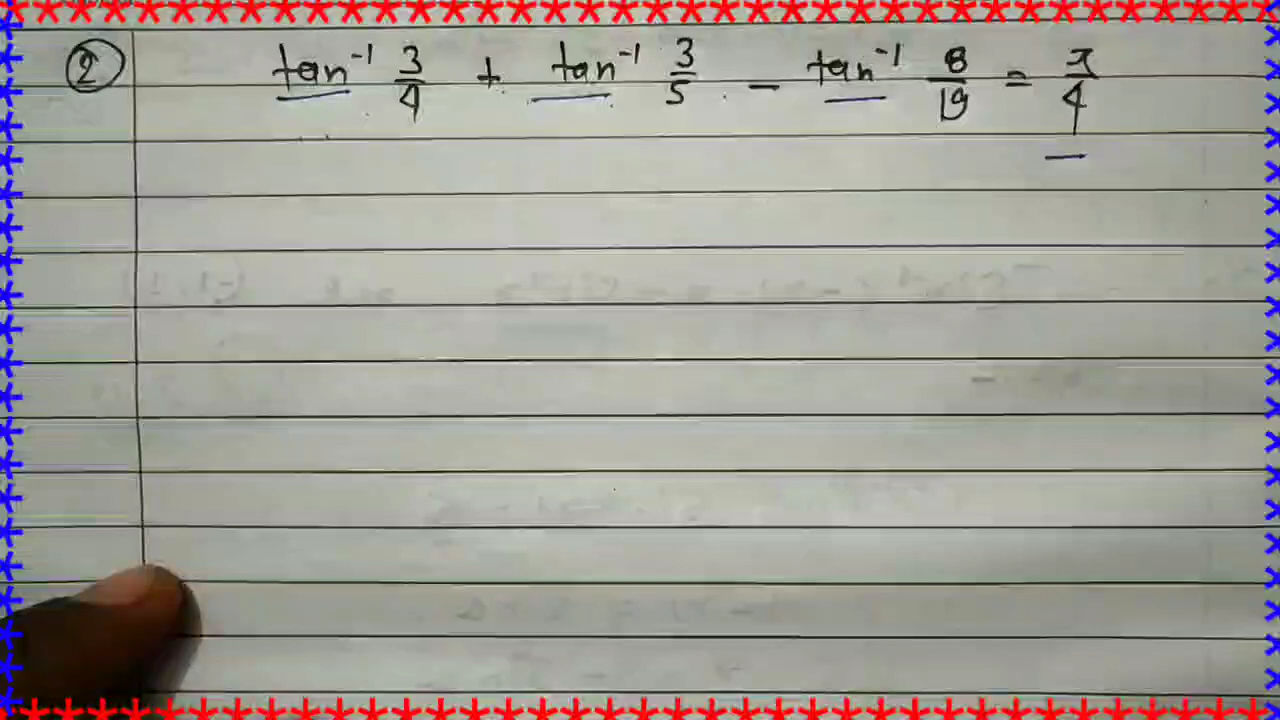 ② tan⁻¹ 3/4 + tan⁻¹ 3/5 - tan⁻¹ 8/19 = π/4